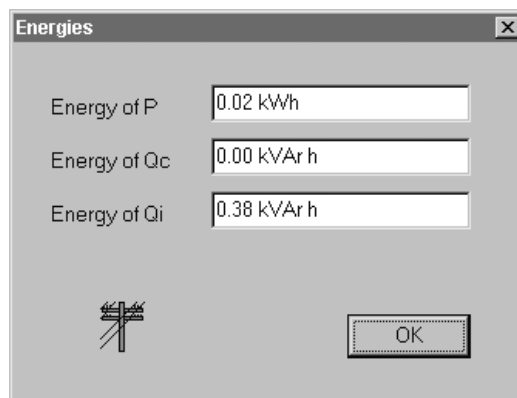 Energies
Energy of P 0.02 kWh
Energy of Qc 0.00 kVAr h
Energy of Qi 0.38 kVAr h
OK